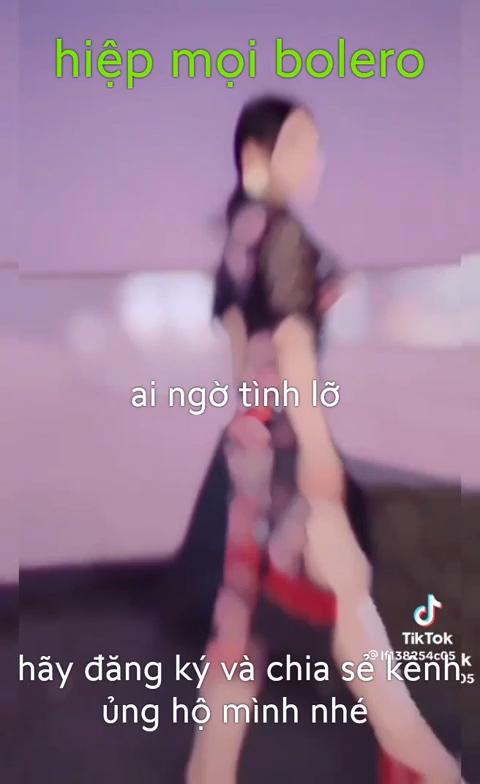 hiệp mọi bolero
ai ngờ tình lỡ
TikTok
@lf138254c05
hãy đăng ký và chia sẻ kênh
ủng hộ mình nhé